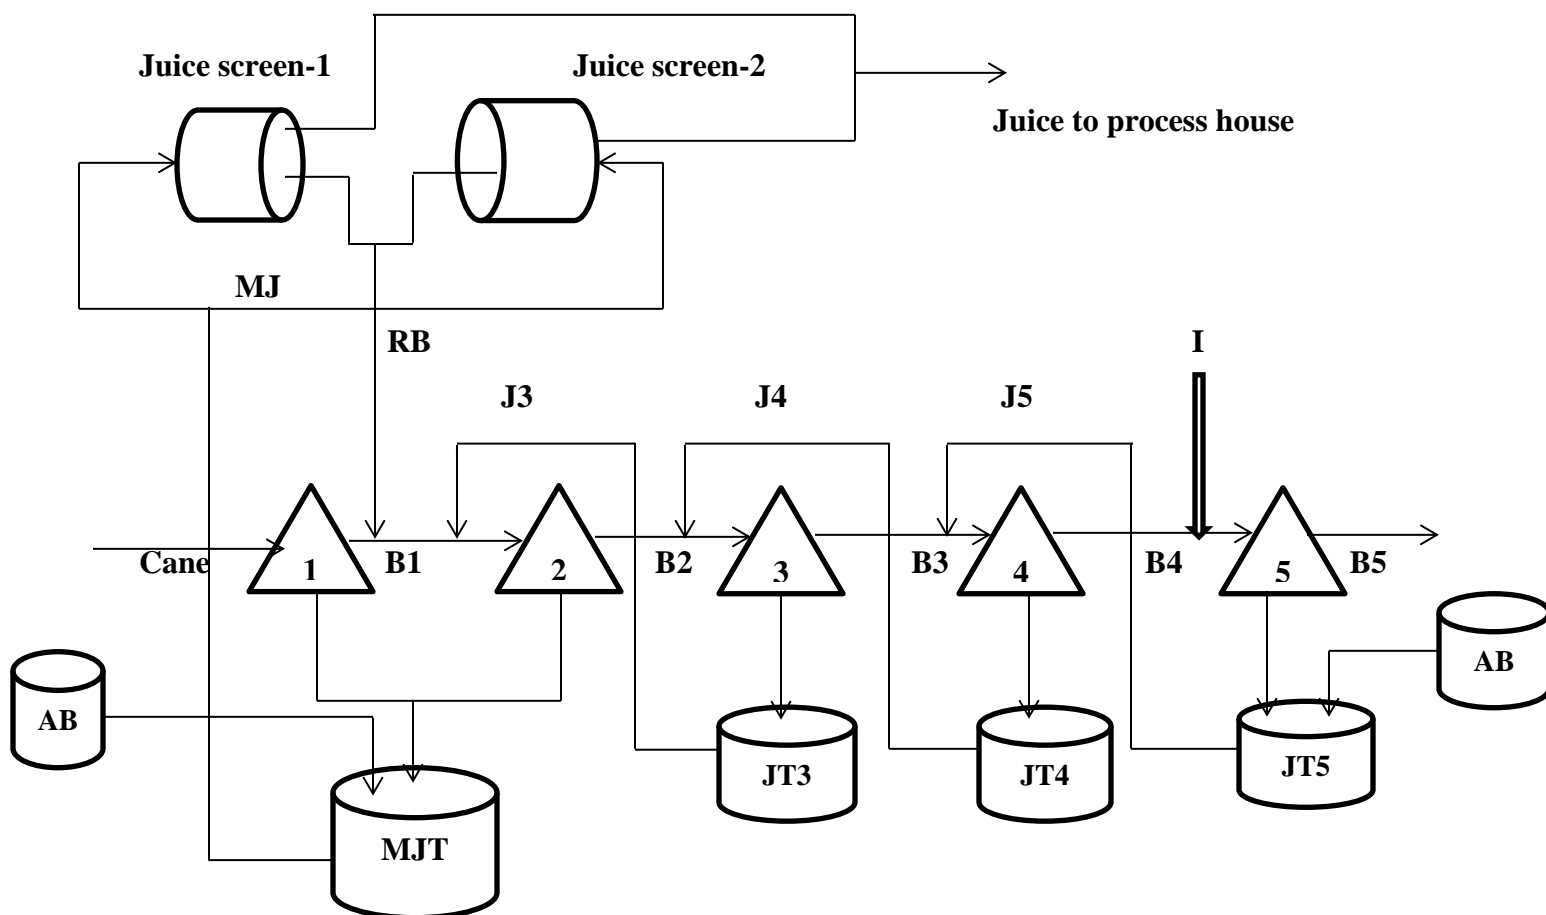 Juice screen-1
Juice screen-2
Juice to process house
MJ
RB
I
J3
J4
J5
Cane
1
B1
2
B2
3
B3
4
B4
5
B5
AB
AB
JT3
JT4
JT5
MJT